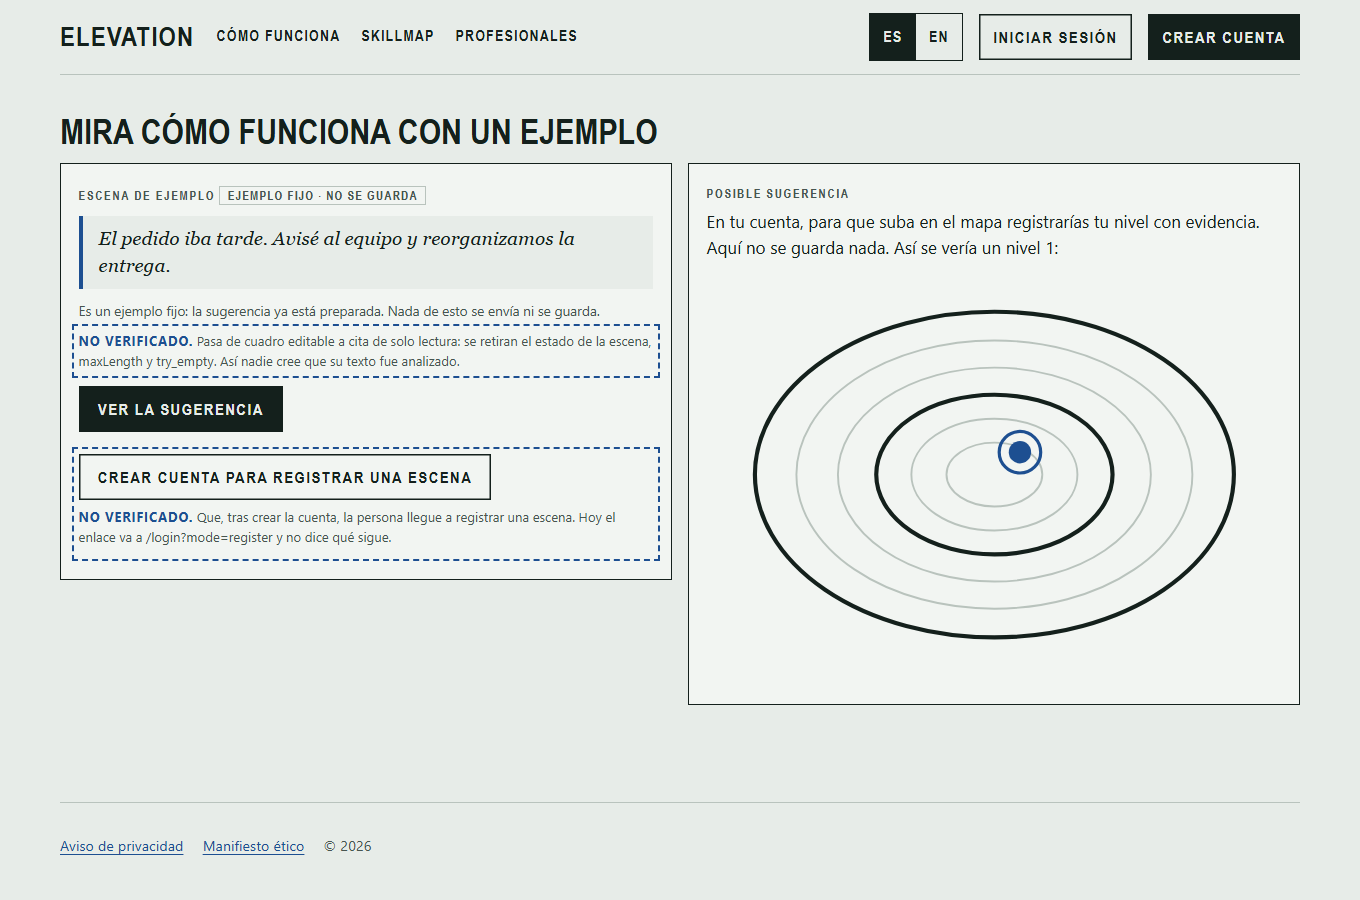 ELEVATION
CÓMO FUNCIONA
SKILLMAP
PROFESIONALES
ES
EN
INICIAR SESIÓN
CREAR CUENTA
MIRA CÓMO FUNCIONA CON UN EJEMPLO
ESCENA DE EJEMPLO
EJEMPLO FIJO · NO SE GUARDA
El pedido iba tarde. Avisé al equipo y reorganizamos la
entrega.
Es un ejemplo fijo: la sugerencia ya está preparada. Nada de esto se envía ni se guarda.
NO VERIFICADO. Pasa de cuadro editable a cita de solo lectura: se retiran el estado de la escena,
maxLength y try_empty. Así nadie cree que su texto fue analizado.
VER LA SUGERENCIA
CREAR CUENTA PARA REGISTRAR UNA ESCENA
NO VERIFICADO. Que, tras crear la cuenta, la persona llegue a registrar una escena. Hoy el
enlace va a /login?mode=register y no dice qué sigue.
POSIBLE SUGERENCIA
En tu cuenta, para que suba en el mapa registrarías tu nivel con evidencia.
Aquí no se guarda nada. Así se vería un nivel 1:
Aviso de privacidad
Manifiesto ético
© 2026